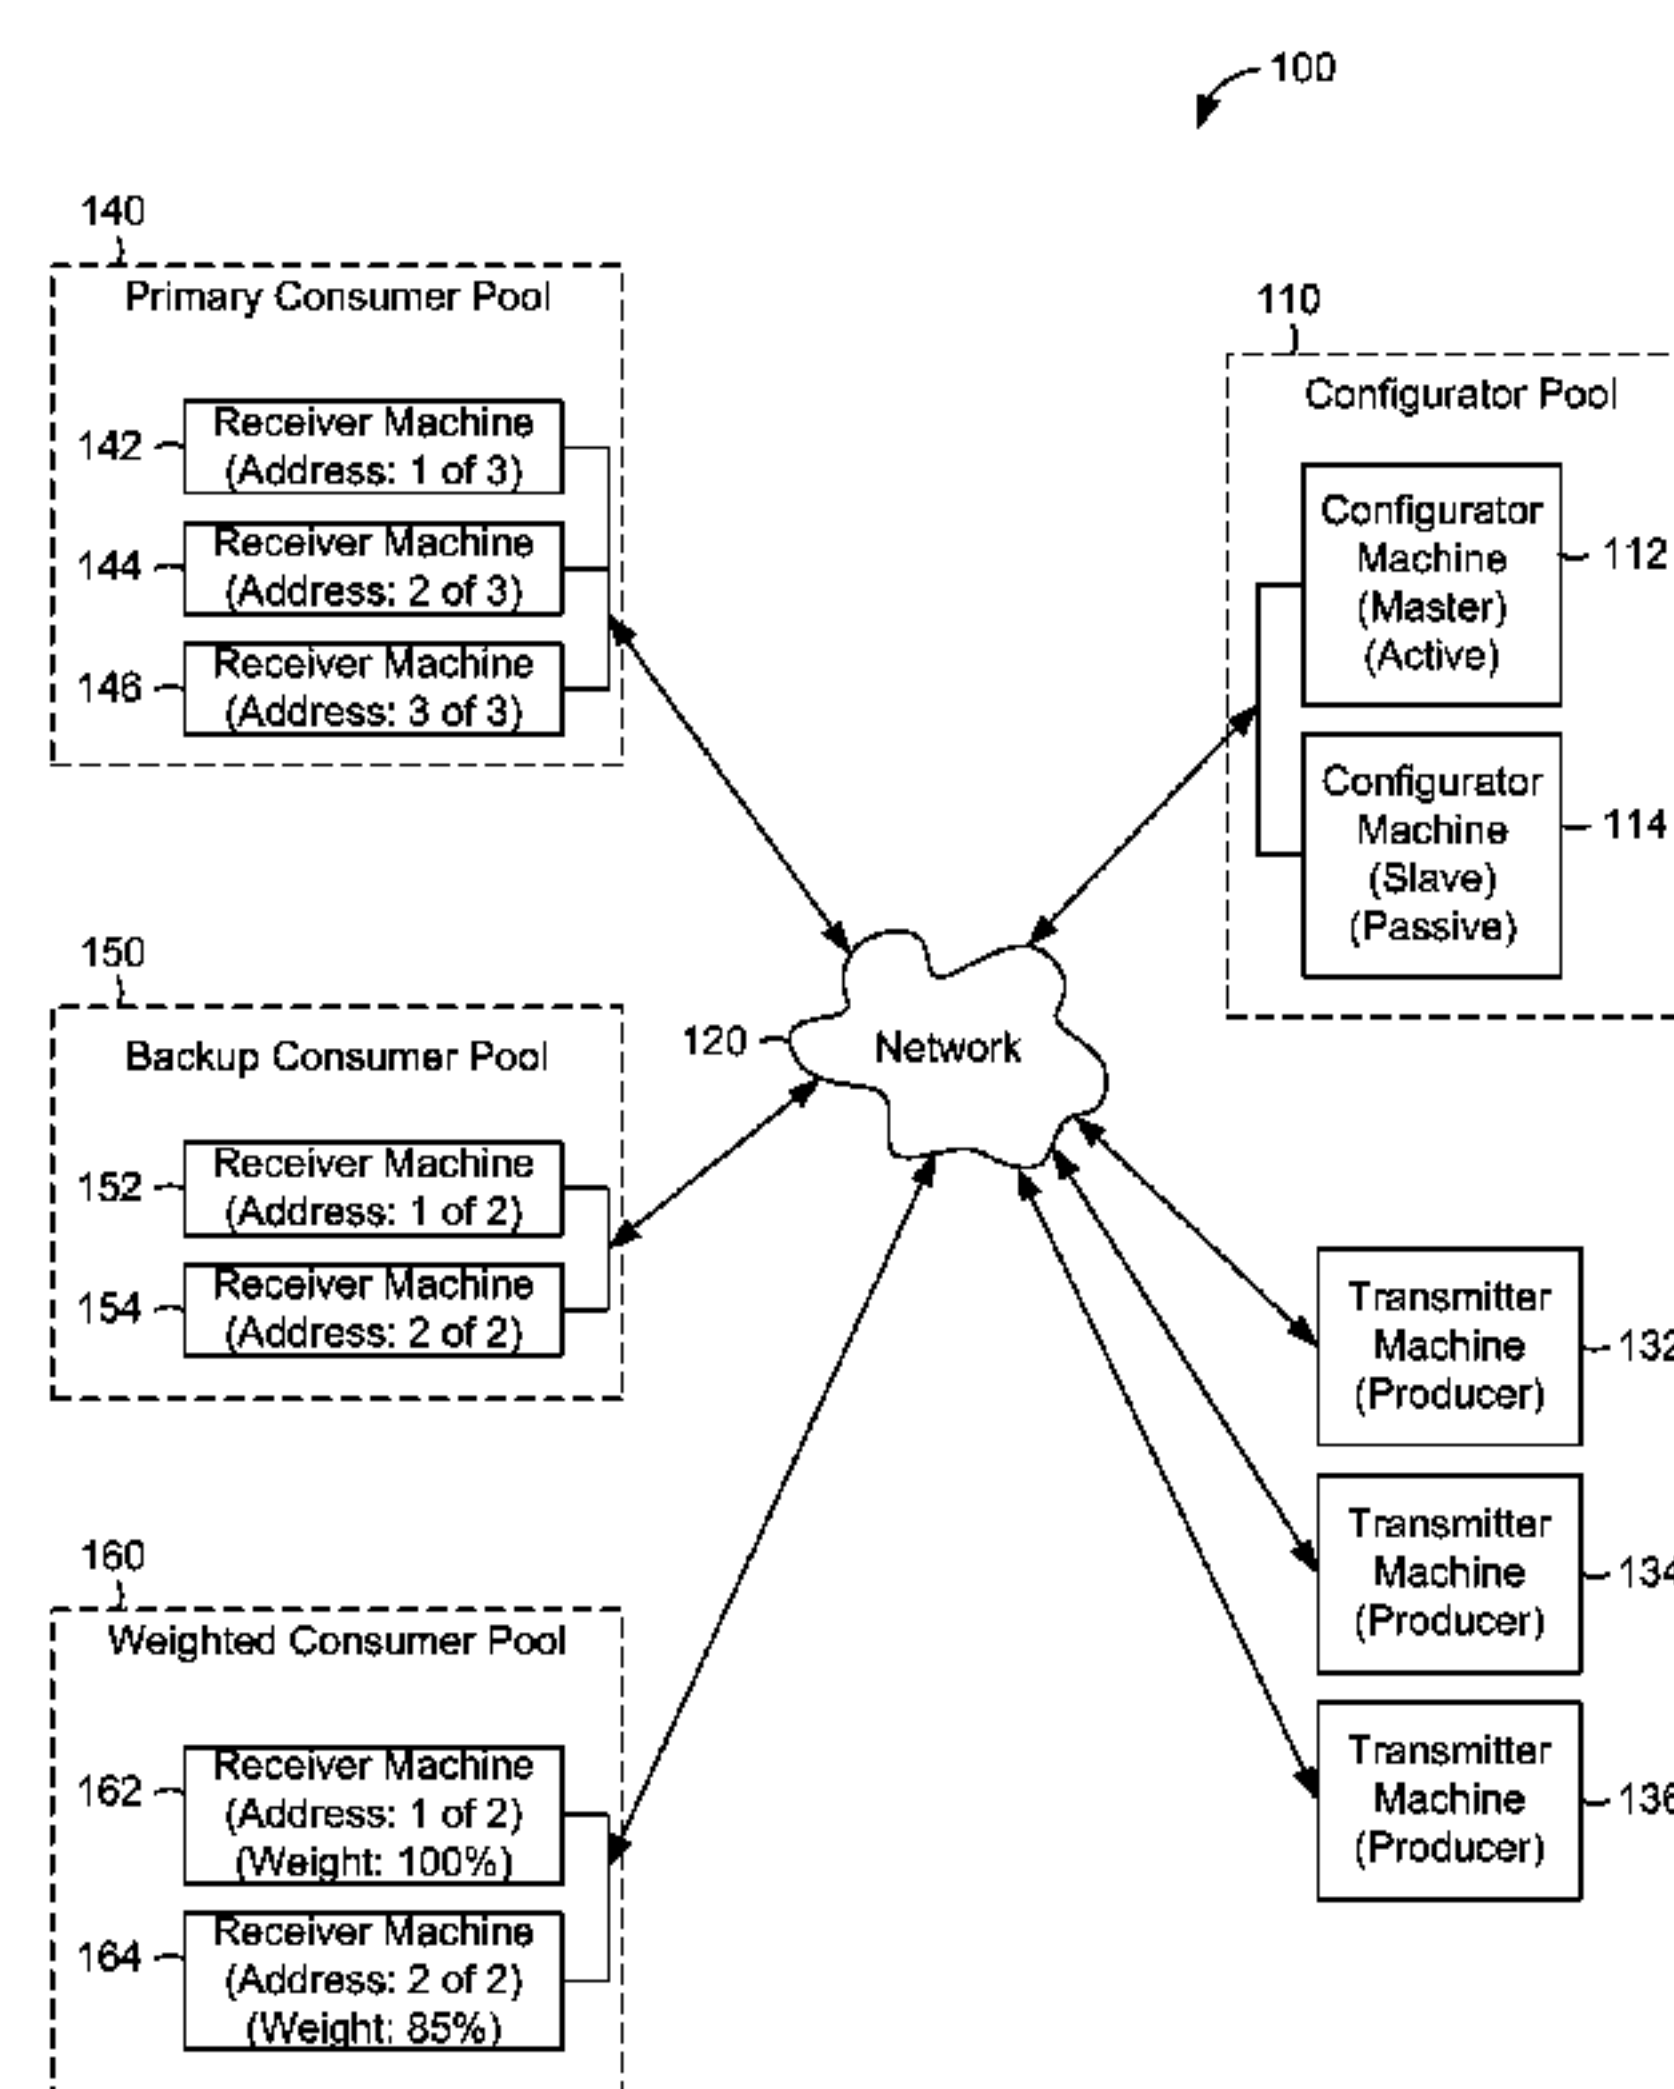 100
140
Primary Consumer Pool
142
Receiver Machine
(Address: 1 of 3)
144
Receiver Machine
(Address: 2 of 3)
146
Receiver Machine
(Address: 3 of 3)
110
Configurator Pool
Configurator
Machine
(Master)
(Active)
112
Configurator
Machine
(Slave)
(Passive)
114
150
Backup Consumer Pool
152
Receiver Machine
(Address: 1 of 2)
154
Receiver Machine
(Address: 2 of 2)
120
Network
Transmitter
Machine
(Producer)
132
Transmitter
Machine
(Producer)
134
Transmitter
Machine
(Producer)
136
160
Weighted Consumer Pool
162
Receiver Machine
(Address: 1 of 2)
(Weight: 100%)
164
Receiver Machine
(Address: 2 of 2)
(Weight: 85%)